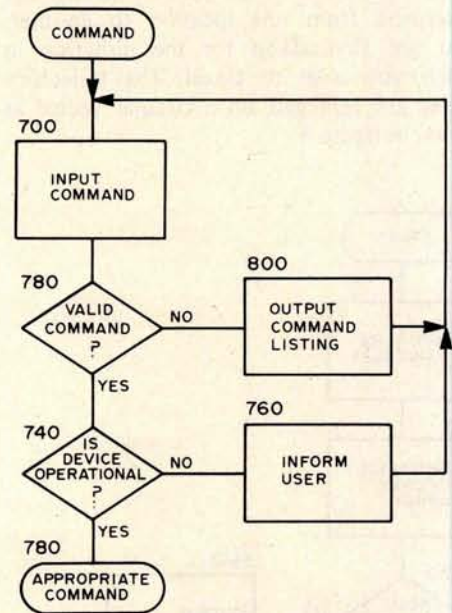 COMMAND
700
INPUT
COMMAND
780
VALID
COMMAND
?
NO
YES
800
OUTPUT
COMMAND
LISTING
740
IS
DEVICE
OPERATIONAL
?
NO
YES
760
INFORM
USER
780
APPROPRIATE
COMMAND